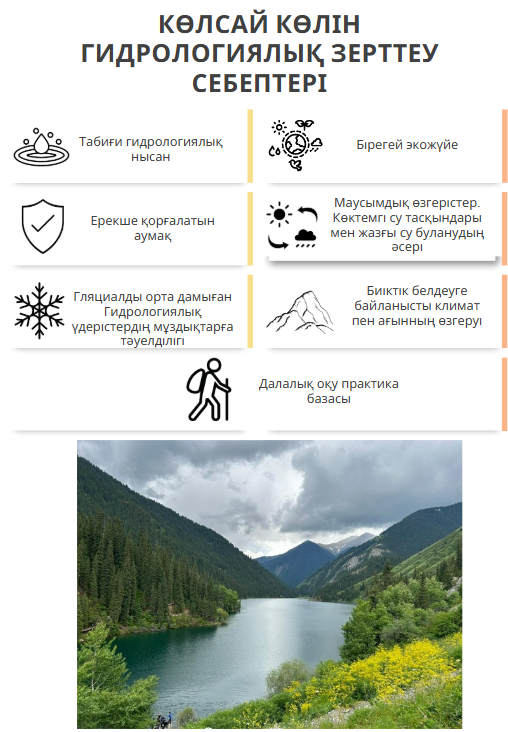 КӨЛСАЙ КӨЛІН
ГИДРОЛОГИЯЛЫҚ ЗЕРТТЕУ
СЕБЕПТЕРІ
Табиғи гидрологиялық
нысан
Бірегей экожүйе
Ерекше қорғалатын
аумақ
Маусымдық өзгерістер.
Көктемгі су тасқындары
мен жазғы су буланудың
әсері
Гляциалды орта дамыған
Гидрологиялық
үдерістердің мұздықтарға
тәуелділігі
Биіктік белдеуге
байланысты климат
пен ағынның өзгеруі
Далалық оқу практика
базасы